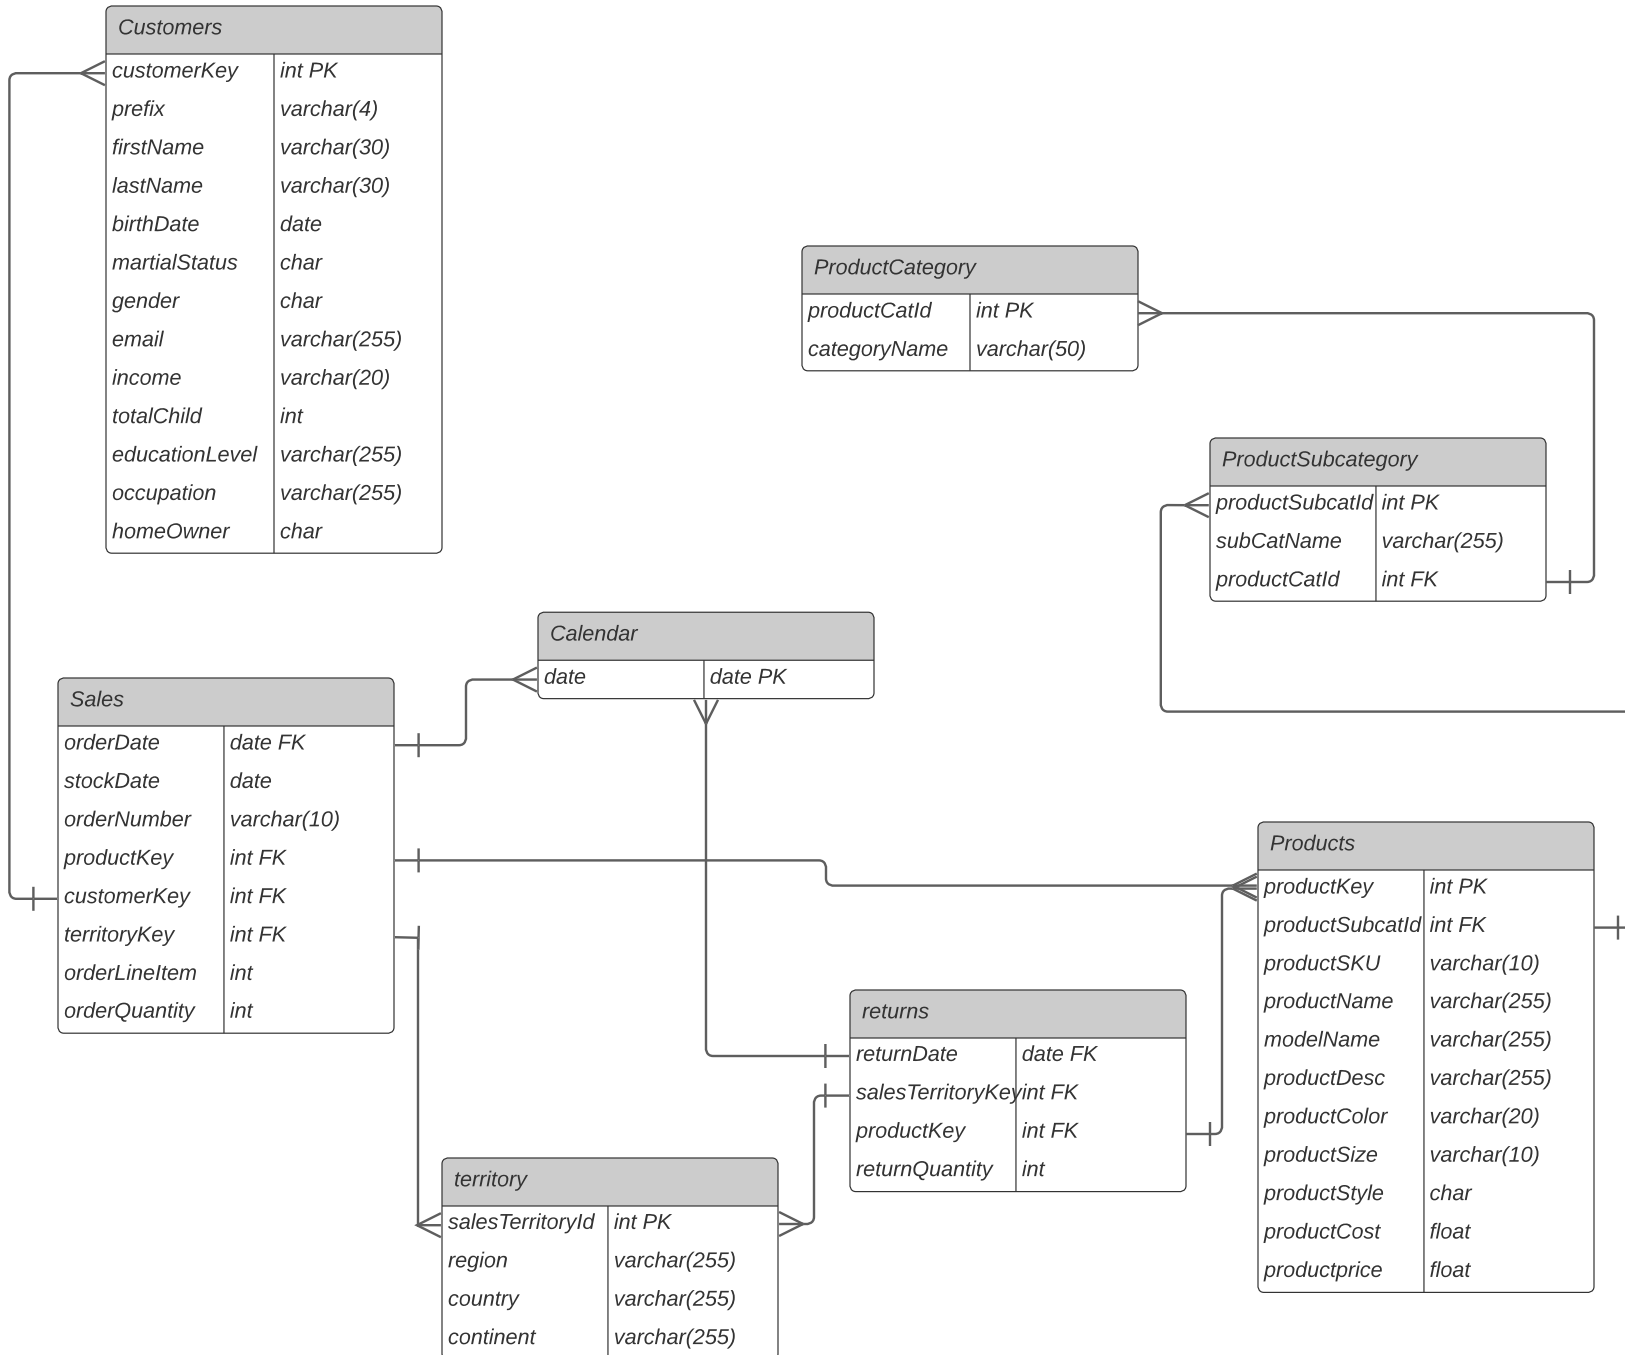 Customers
customerKey int PK
prefix varchar(4)
firstName varchar(30)
lastName varchar(30)
birthDate date
martialStatus char
gender char
email varchar(255)
income varchar(20)
totalChild int
educationLevel varchar(255)
occupation varchar(255)
homeOwner char
ProductCategory
productCatId int PK
categoryName varchar(50)
ProductSubcategory
productSubcatId int PK
subCatName varchar(255)
productCatId int FK
Calendar
date date PK
Sales
orderDate date FK
stockDate date
orderNumber varchar(10)
productKey int FK
customerKey int FK
territoryKey int FK
orderLineItem int
orderQuantity int
Products
productKey int PK
productSubcatId int FK
productSKU varchar(10)
productName varchar(255)
modelName varchar(255)
productDesc varchar(255)
productColor varchar(20)
productSize varchar(10)
productStyle char
productCost float
productprice float
returns
returnDate date FK
salesTerritoryKey int FK
productKey int FK
returnQuantity int
territory
salesTerritoryId int PK
region varchar(255)
country varchar(255)
continent varchar(255)